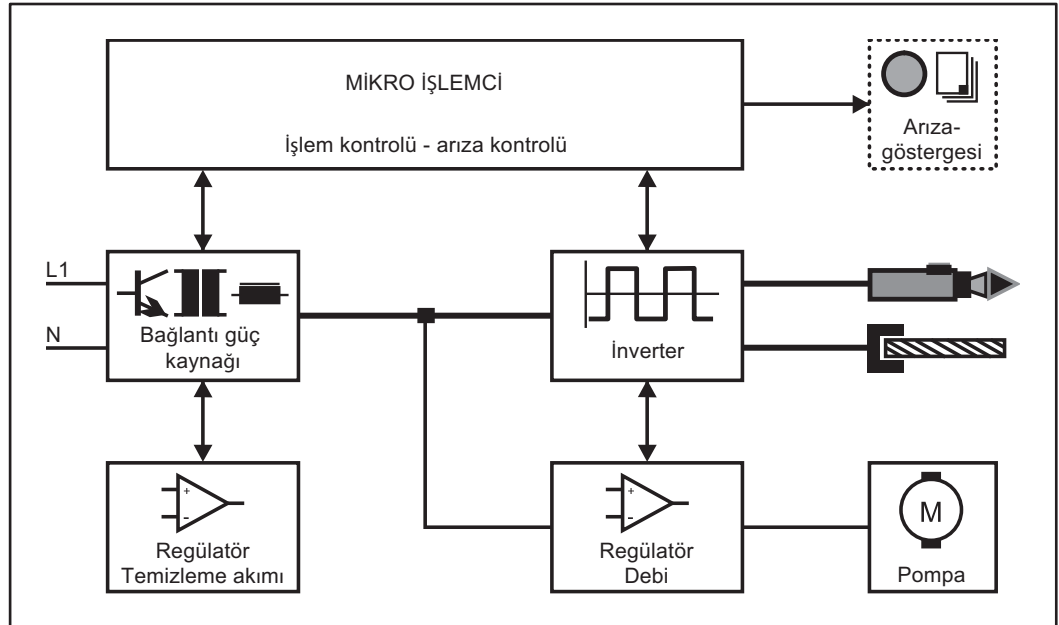 MİKRO İŞLEMCİ
İşlem kontrolü - arıza kontrolü
Arıza-
göstergesi
L1
N
Bağlantı güç
kaynağı
İnverter
+
-
Regülatör
Temizleme akımı
+
-
Regülatör
Debi
M
Pompa